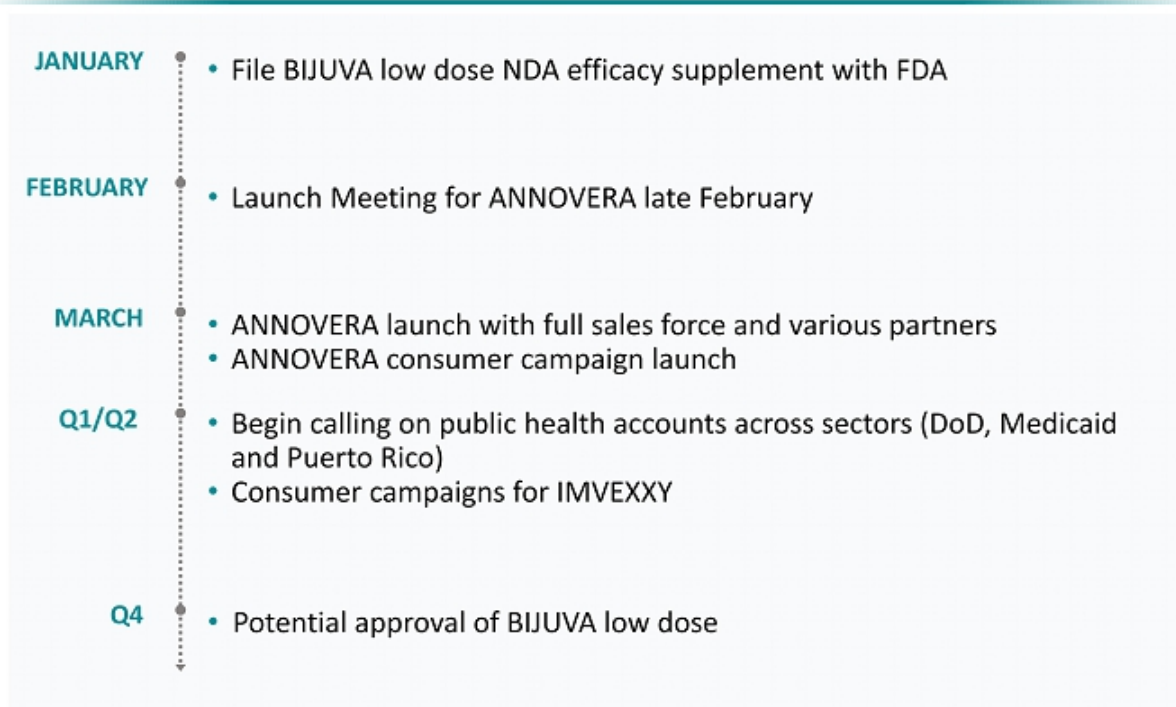 JANUARY
• File BIJUVA low dose NDA efficacy supplement with FDA
FEBRUARY
• Launch Meeting for ANNOVERA late February
MARCH
• ANNOVERA launch with full sales force and various partners
• ANNOVERA consumer campaign launch
Q1/Q2
• Begin calling on public health accounts across sectors (DoD, Medicaid
and Puerto Rico)
• Consumer campaigns for IMVEXXY
Q4
• Potential approval of BIJUVA low dose